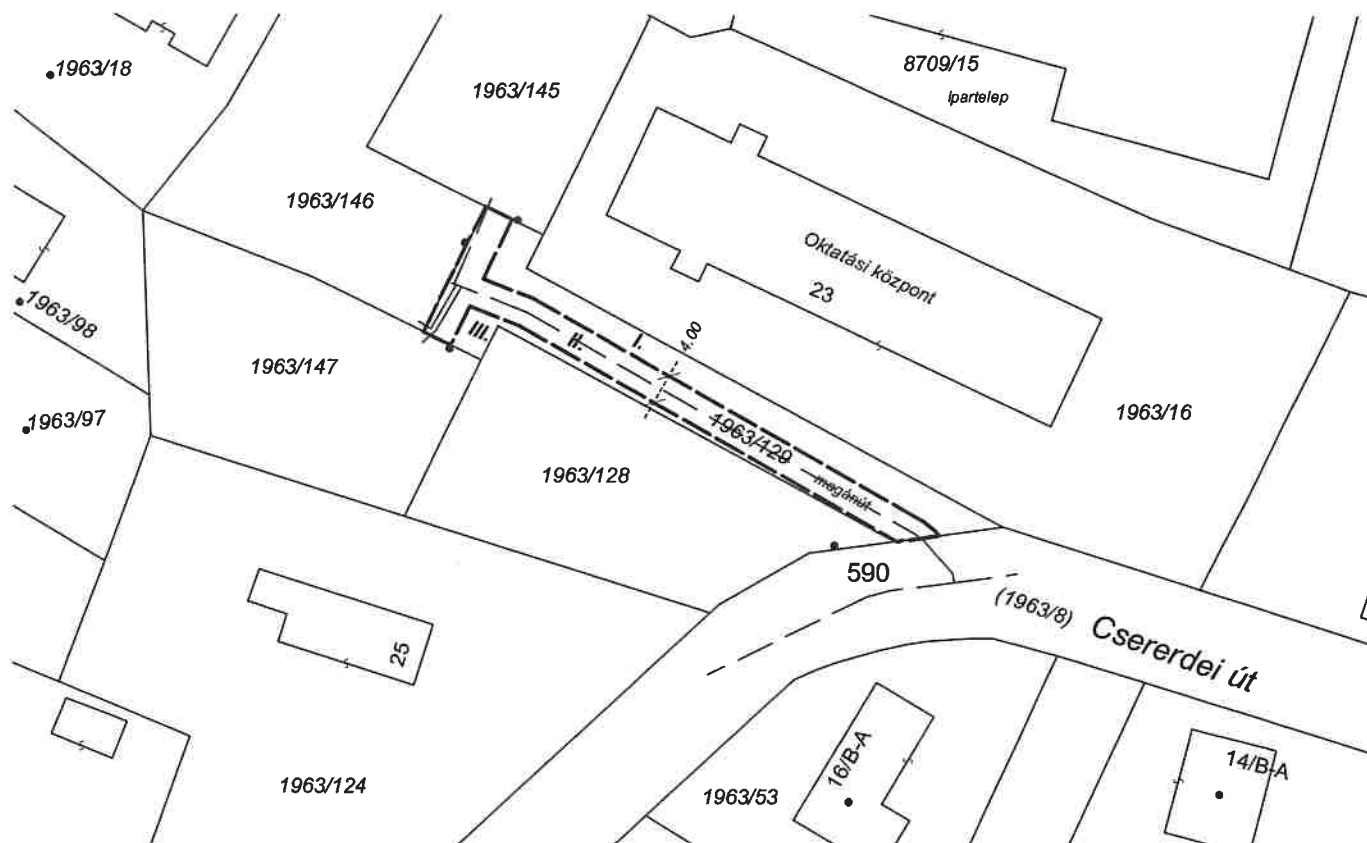 1963/18
1963/145
8709/15
Ipartelep
1963/146
Oktatási központ
23
1963/98
1963/147
III.
II.
I.
4.00
1963/97
1963/129
magánút
1963/16
1963/128
590
(1963/8)
Csererdei út
25
1963/124
1963/53
16/B-A
14/B-A